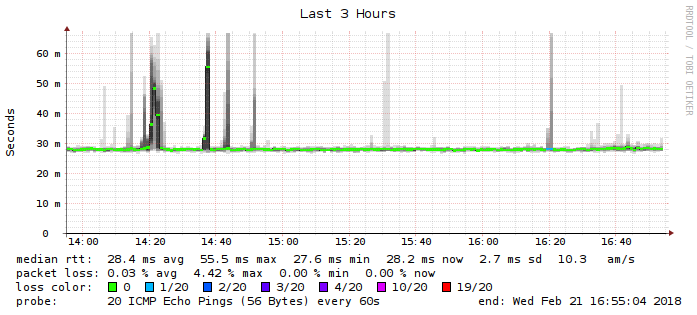 Last 3 Hours
RRDTOOL / TOBI OETIKER
Seconds
60 m
50 m
40 m
30 m
20 m
10 m
0
14:00 14:20 14:40 15:00 15:20 15:40 16:00 16:20 16:40
median rtt: 28.4 ms avg 55.5 ms max 27.6 ms min 28.2 ms now 2.7 ms sd 10.3 am/s
packet loss: 0.03 % avg 4.42 % max 0.00 % min 0.00 % now
loss color: 0 1/20 2/20 3/20 4/20 10/20 19/20
probe: 20 ICMP Echo Pings (56 Bytes) every 60s end: Wed Feb 21 16:55:04 2018